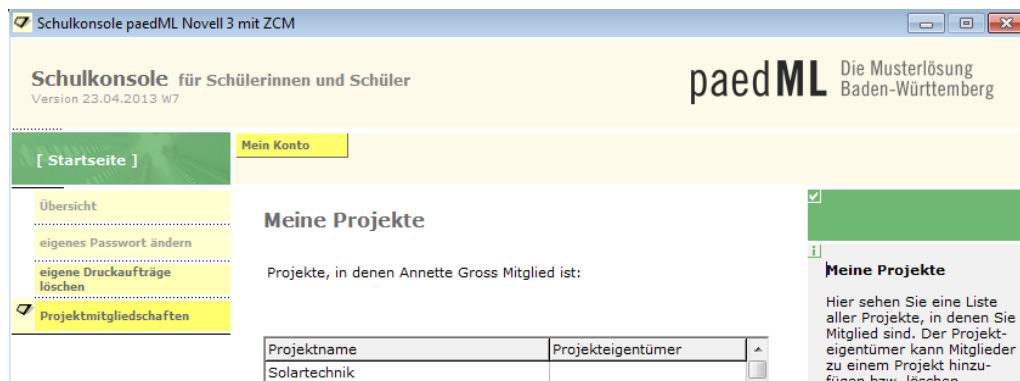 Schulkonsole paedML Novell 3 mit ZCM
Schulkonsole für Schülerinnen und Schüler
Version 23.04.2013 W7
paedML Die Musterlösung
Baden-Württemberg
[ Startseite ]
Mein Konto
Übersicht
eigenes Passwort ändern
eigene Druckaufträge
löschen
Projektmitgliedschaften
Meine Projekte
Projekte, in denen Annette Gross Mitglied ist:
Projektname Projekteigentümer
Solartechnik
i
Meine Projekte
Hier sehen Sie eine Liste
aller Projekte, in denen Sie
Mitglied sind. Der Projekt-
eigentümer kann Mitglieder
zu einem Projekt hinzu-
fügen bzw. löschen